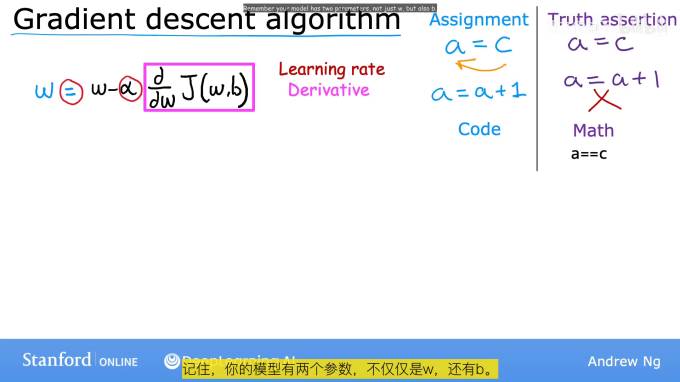 Remember your model has two parameters, not just w, but also b.
Gradient descent algorithm
w = w - α d/dw J(w,b)
Learning rate
Derivative
Assignment
a = c
a = a + 1
Code
Truth assertion
a = c
a = a + 1
Math
a==c
Stanford ONLINE
DeepLearning.AI
Andrew Ng
记住，你的模型有两个参数，不仅仅是w，还有b。